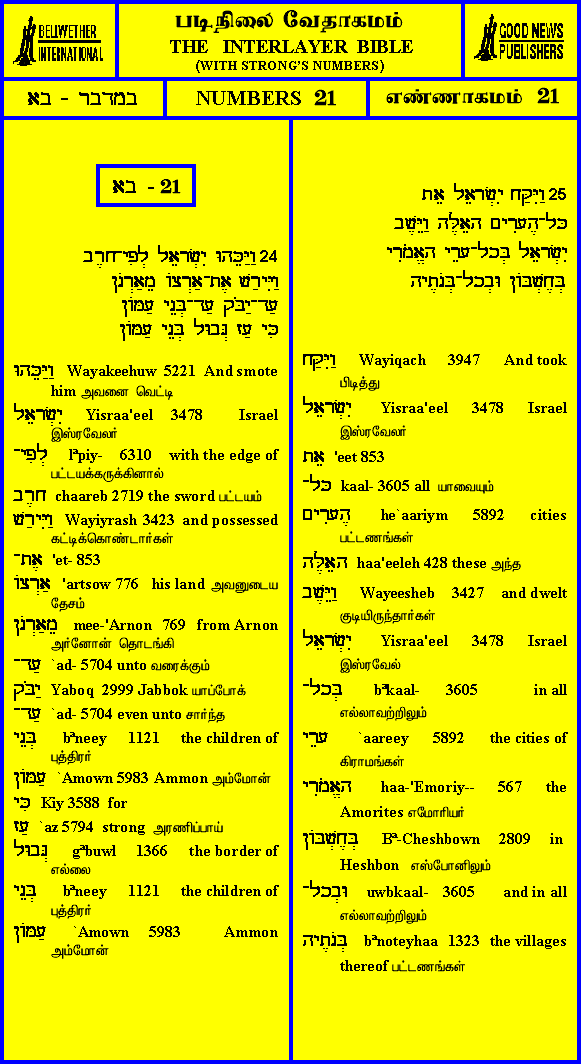 BELLWETHER
INTERNATIONAL
படிநிலை வேதாகமம்
THE INTERLAYER BIBLE
(WITH STRONG'S NUMBERS)
GOOD NEWS
PUBLISHERS
במדבר - בא
NUMBERS 21
எண்ணாகமம் 21
בא - 21
24 וַיַּכֵּהוּ יִשְׂרָאֵל לְפִי־חָרֶב
וַיִּירַשׁ אֶת־אַרְצוֹ מֵאַרְנֹן
עַד־יַבֹּק עַד־בְּנֵי עַמּוֹן
כִּי עַז גְּבוּל בְּנֵי עַמּוֹן
וַיַּכֵּהוּ Wayakeehuw 5221 And smote
him அவனை வெட்டி
יִשְׂרָאֵל Yisraa'eel 3478 Israel
இஸ்ரவேலர்
לְפִי־ lªpiy- 6310 with the edge of
பட்டயக்கருக்கினால்
חָרֶב chaareb 2719 the sword பட்டயம்
וַיִּירַשׁ Wayiyrash 3423 and possessed
கட்டிக்கொண்டார்கள்
אֶת־ 'et- 853
אַרְצוֹ 'artsow 776 his land அவனுடைய
தேசம்
מֵאַרְנֹן mee-'Arnon 769 from Arnon
அர்னோன் தொடங்கி
עַד־ `ad- 5704 unto வரைக்கும்
יַבֹּק Yaboq 2999 Jabbok யாப்போக்
עַד־ `ad- 5704 even unto சார்ந்த
בְּנֵי bªneey 1121 the children of
புத்திரர்
עַמּוֹן `Amown 5983 Ammon அம்மோன்
כִּי Kiy 3588 for
עַז `az 5794 strong அரணிப்பாய்
גְּבוּל gªbuwl 1366 the border of
எல்லை
בְּנֵי bªneey 1121 the children of
புத்திரர்
עַמּוֹן `Amown 5983 Ammon
அம்மோன்
25 וַיִּקַּח יִשְׂרָאֵל אֵת
כָּל־הֶעָרִים הָאֵלֶּה וַיֵּשֶׁב
יִשְׂרָאֵל בְּכָל־עָרֵי הָאֱמֹרִי
בְּחֶשְׁבּוֹן וּבְכָל־בְּנֹתֶיהָ
וַיִּקַּח Wayiqach 3947 And took
பிடித்து
יִשְׂרָאֵל Yisraa'eel 3478 Israel
இஸ்ரவேலர்
אֵת 'eet 853
כָּל־ kaal- 3605 all யாவையும்
הֶעָרִים he`aariym 5892 cities
பட்டணங்கள்
הָאֵלֶּה haa'eeleh 428 these அந்த
וַיֵּשֶׁב Wayeesheb 3427 and dwelt
குடியிருந்தார்கள்
יִשְׂרָאֵל Yisraa'eel 3478 Israel
இஸ்ரவேல்
בְּכָל־ bªkaal- 3605 in all
எல்லாவற்றிலும்
עָרֵי `aareey 5892 the cities of
கிராமங்கள்
הָאֱמֹרִי haa-'Emoriy-- 567 the
Amorites எமோரியர்
בְּחֶשְׁבּוֹן Bª-Cheshbown 2809 in
Heshbon எஸ்போனிலும்
וּבְכָל־ uwbkaal- 3605 and in all
எல்லாவற்றிலும்
בְּנֹתֶיהָ bªnoteyhaa 1323 the villages
thereof பட்டணங்கள்